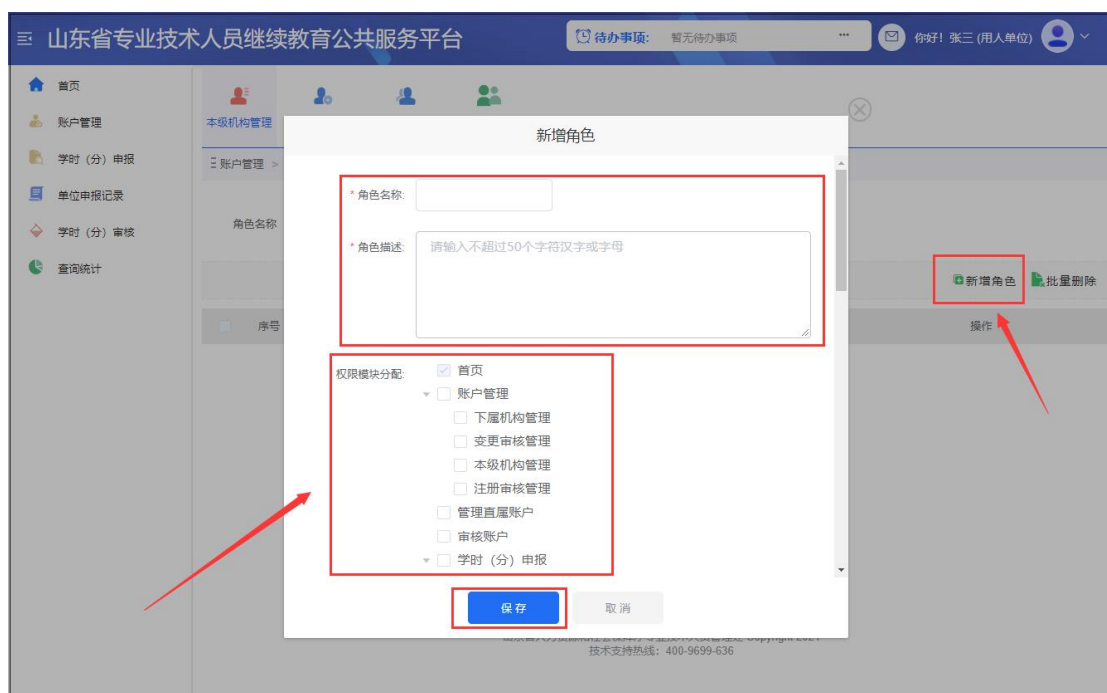 山东省专业技术人员继续教育公共服务平台
待办事项: 暂无待办事项 ...
你好! 张三 (用人单位)
首页
账户管理
学时（分）申报
单位申报记录
学时（分）审核
查询统计
本级机构管理
账户管理 >
角色名称
新增角色 批量删除
序号 操作
新增角色
* 角色名称:
* 角色描述: 请输入不超过50个字符汉字或字母
权限模块分配: 首页
账户管理
下属机构管理
变更审核管理
本级机构管理
注册审核管理
管理直属账户
审核账户
学时（分）申报
保存 取消
技术支持热线：400-9699-636